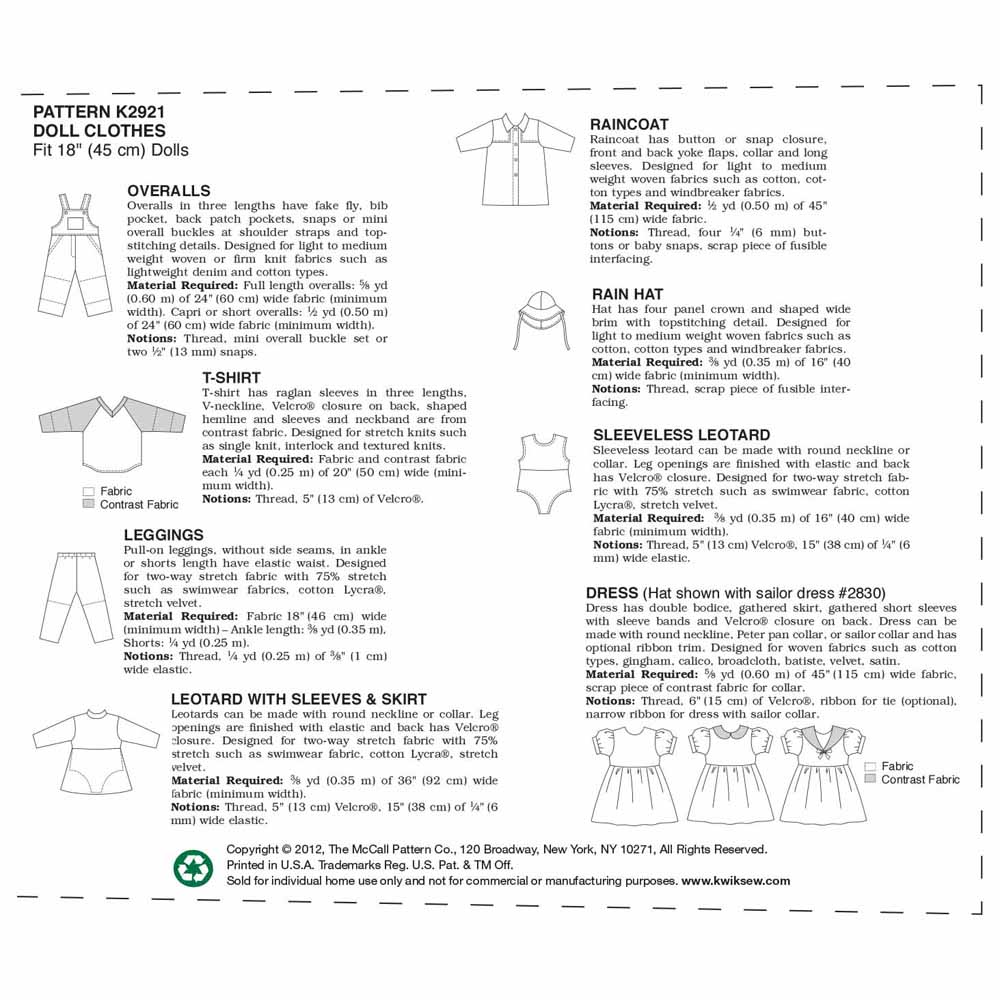 PATTERN K2921
DOLL CLOTHES
Fit 18" (45 cm) Dolls
OVERALLS
Overalls in three lengths have fake fly, bib
pocket, back patch pockets, snaps or mini
overall buckles at shoulder straps and top-
stitching details. Designed for light to medium
weight woven or firm knit fabrics such as
lightweight denim and cotton types.
Material Required: Full length overalls: ⅝ yd
(0.60 m) of 24" (60 cm) wide fabric (minimum
width). Capri or short overalls: ½ yd (0.50 m)
of 24" (60 cm) wide fabric (minimum width).
Notions: Thread, mini overall buckle set or
two ½" (13 mm) snaps.
T-SHIRT
T-shirt has raglan sleeves in three lengths,
V-neckline, Velcro® closure on back, shaped
hemline and sleeves and neckband are from
contrast fabric. Designed for stretch knits such
as single knit, interlock and textured knits.
Material Required: Fabric and contrast fabric
each ¼ yd (0.25 m) of 20" (50 cm) wide (mini-
mum width).
Notions: Thread, 5" (13 cm) of Velcro®.
Fabric
Contrast Fabric
LEGGINGS
Pull-on leggings, without side seams, in ankle
or shorts length have elastic waist. Designed
for two-way stretch fabric with 75% stretch
such as swimwear fabrics, cotton Lycra®,
stretch velvet.
Material Required: Fabric 18" (46 cm) wide
(minimum width) – Ankle length: ⅜ yd (0.35 m),
Shorts: ¼ yd (0.25 m).
Notions: Thread, ¼ yd (0.25 m) of ⅜" (1 cm)
wide elastic.
LEOTARD WITH SLEEVES & SKIRT
Leotards can be made with round neckline or collar. Leg
openings are finished with elastic and back has Velcro®
closure. Designed for two-way stretch fabric with 75%
stretch such as swimwear fabric, cotton Lycra®, stretch
velvet.
Material Required: ⅜ yd (0.35 m) of 36" (92 cm) wide
fabric (minimum width).
Notions: Thread, 5" (13 cm) Velcro®, 15" (38 cm) of ¼" (6
mm) wide elastic.
RAINCOAT
Raincoat has button or snap closure,
front and back yoke flaps, collar and long
sleeves. Designed for light to medium
weight woven fabrics such as cotton, cot-
ton types and windbreaker fabrics.
Material Required: ½ yd (0.50 m) of 45"
(115 cm) wide fabric.
Notions: Thread, four ¼" (6 mm) but-
tons or baby snaps, scrap piece of fusible
interfacing.
RAIN HAT
Hat has four panel crown and shaped wide
brim with topstitching detail. Designed for
light to medium weight woven fabrics such as
cotton, cotton types and windbreaker fabrics.
Material Required: ⅜ yd (0.35 m) of 16" (40
cm) wide fabric (minimum width).
Notions: Thread, scrap piece of fusible inter-
facing.
SLEEVELESS LEOTARD
Sleeveless leotard can be made with round neckline or
collar. Leg openings are finished with elastic and back
has Velcro® closure. Designed for two-way stretch fab-
ric with 75% stretch such as swimwear fabric, cotton
Lycra®, stretch velvet.
Material Required: ⅜ yd (0.35 m) of 16" (40 cm) wide
fabric (minimum width).
Notions: Thread, 5" (13 cm) Velcro®, 15" (38 cm) of ¼" (6
mm) wide elastic.
DRESS (Hat shown with sailor dress #2830)
Dress has double bodice, gathered skirt, gathered short sleeves
with sleeve bands and Velcro® closure on back. Dress can be
made with round neckline, Peter pan collar, or sailor collar and has
optional ribbon trim. Designed for woven fabrics such as cotton
types, gingham, calico, broadcloth, batiste, velvet, satin.
Material Required: ⅝ yd (0.60 m) of 45" (115 cm) wide fabric,
scrap piece of contrast fabric for collar.
Notions: Thread, 6" (15 cm) of Velcro®, ribbon for tie (optional),
narrow ribbon for dress with sailor collar.
Fabric
Contrast Fabric
Copyright © 2012, The McCall Pattern Co., 120 Broadway, New York, NY 10271, All Rights Reserved.
Printed in U.S.A. Trademarks Reg. U.S. Pat. & TM Off.
Sold for individual home use only and not for commercial or manufacturing purposes. www.kwiksew.com